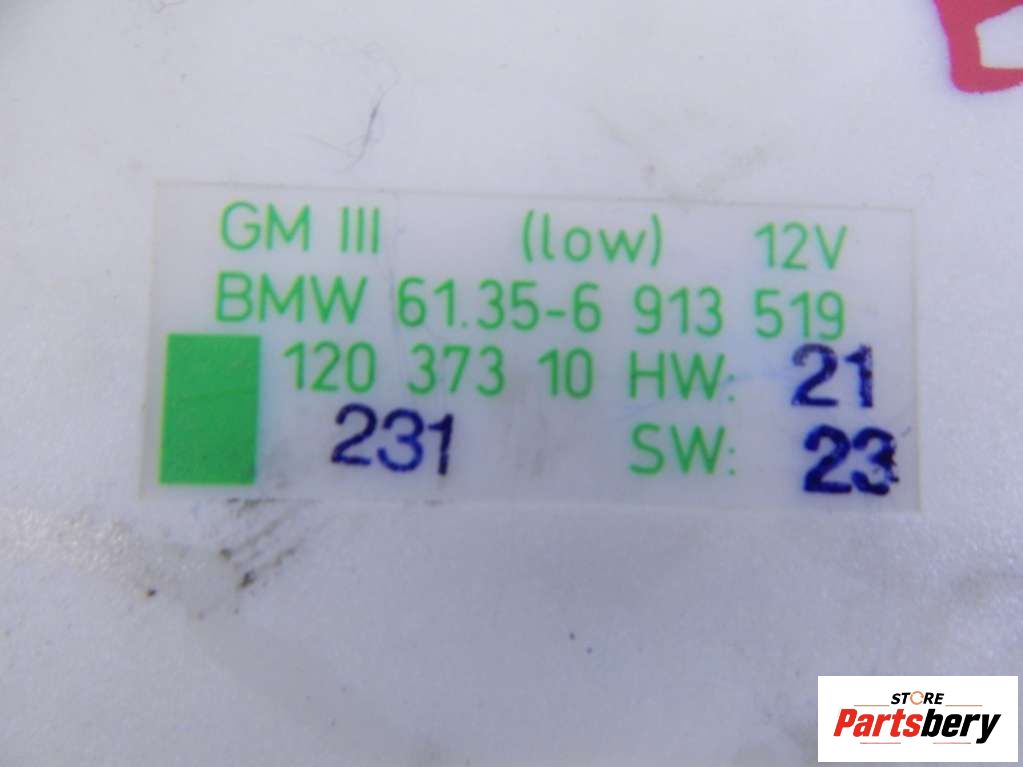 GM III (low) 12V
BMW 61.35-6 913 519
120 373 10 HW: 21
231 SW: 23
STORE
Partsbery